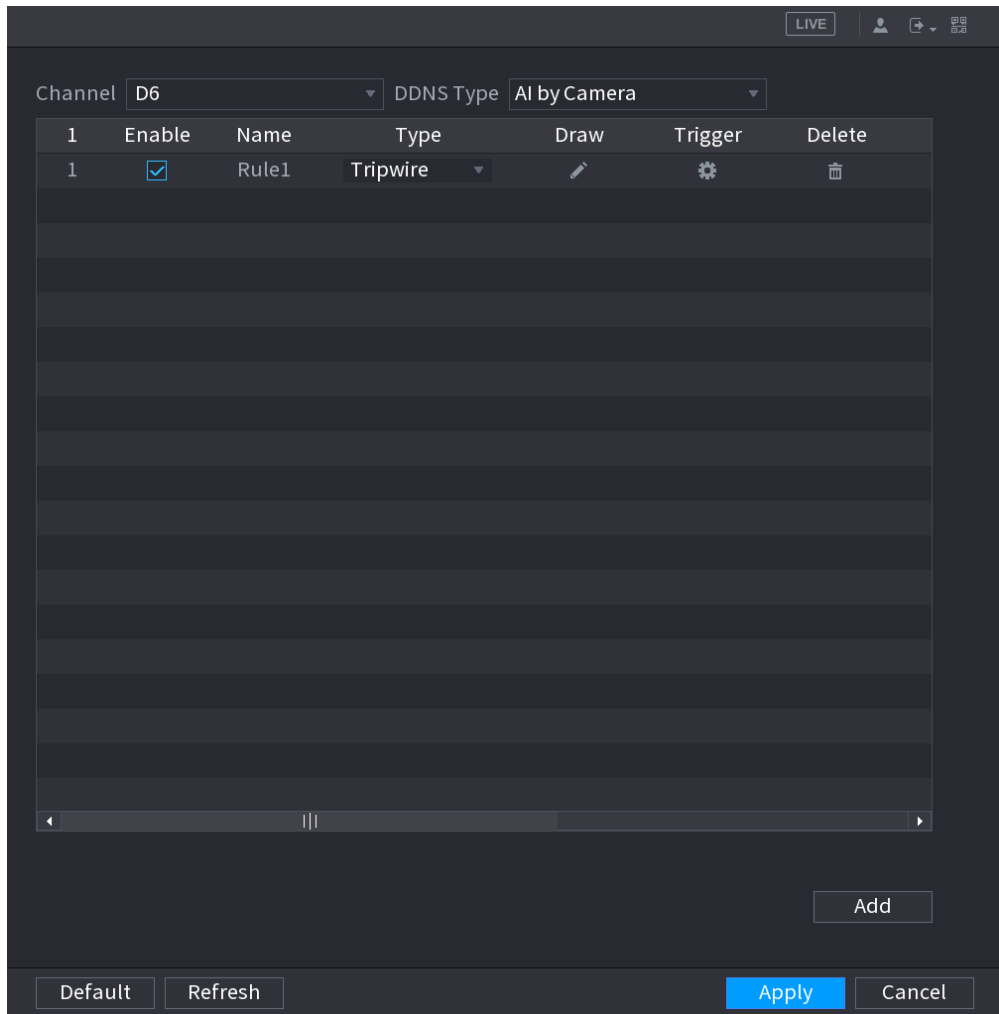 LIVE
Channel D6 DDNS Type AI by Camera
1 Enable Name Type Draw Trigger Delete
1 Rule1 Tripwire
Add
Default Refresh Apply Cancel